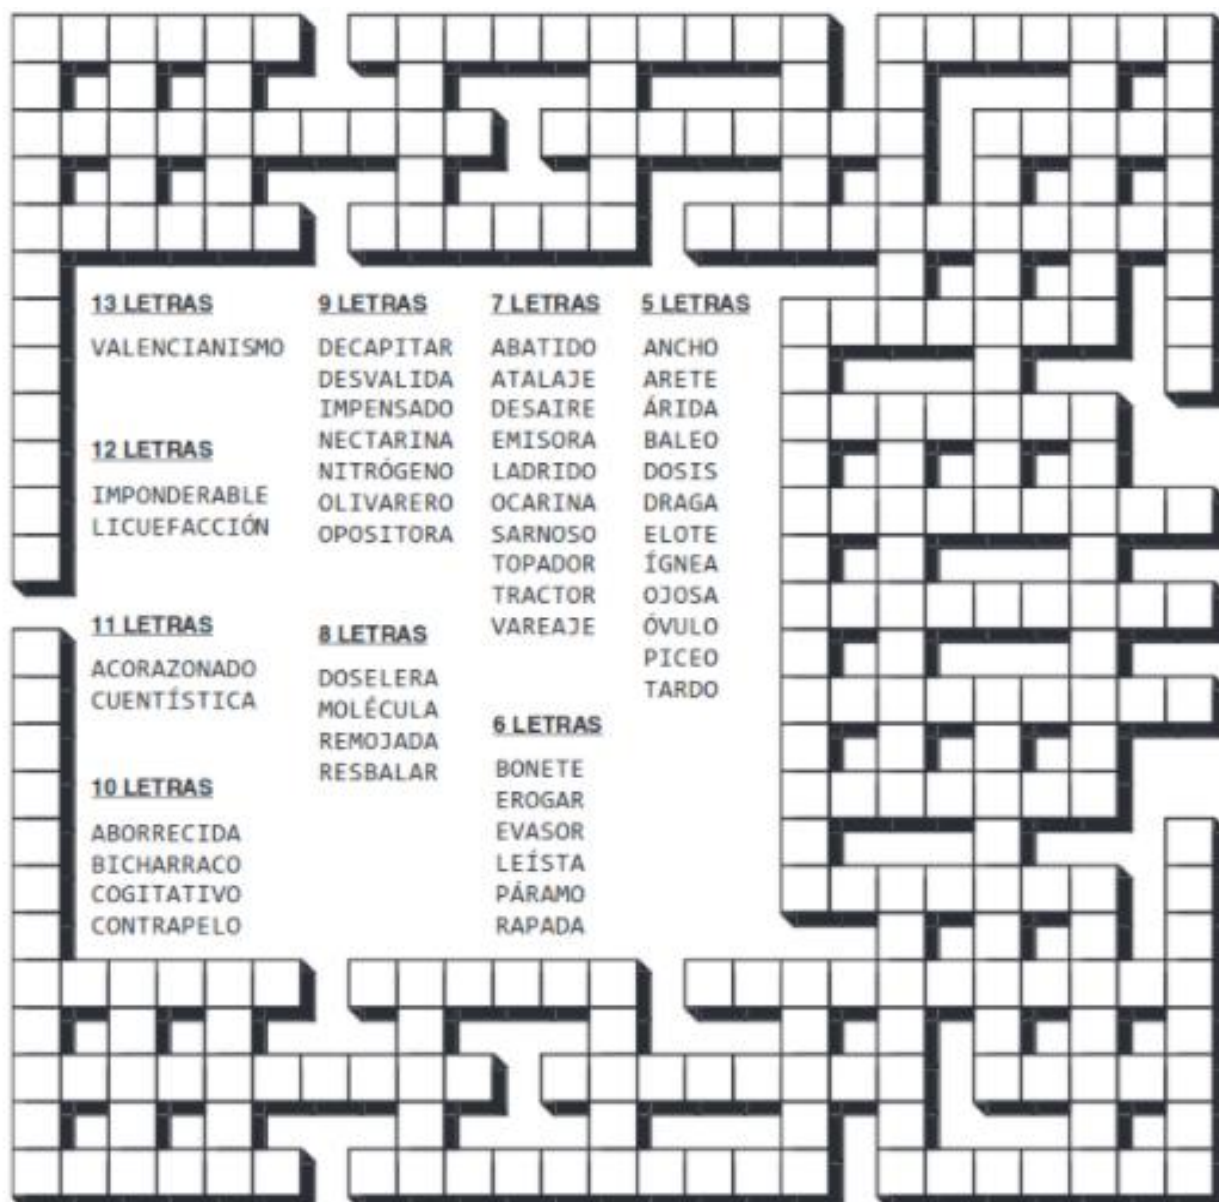 13 LETRAS
VALENCIANISMO
12 LETRAS
IMPONDERABLE
LICUEFACCIÓN
11 LETRAS
ACORAZONADO
CUENTÍSTICA
10 LETRAS
ABORRECIDA
BICHARRACO
COGITATIVO
CONTRAPELO
9 LETRAS
DECAPITAR
DESVALIDA
IMPENSADO
NECTARINA
NITRÓGENO
OLIVARERO
OPOSITORA
8 LETRAS
DOSELERA
MOLÉCULA
REMOJADA
RESBALAR
7 LETRAS
ABATIDO
ATALAJE
DESAIRE
EMISORA
LADRIDO
OCARINA
SARNOSO
TOPADOR
TRACTOR
VAREAJE
6 LETRAS
BONETE
EROGAR
EVASOR
LEÍSTA
PÁRAMO
RAPADA
5 LETRAS
ANCHO
ARETE
ÁRIDA
BALEO
DOSIS
DRAGA
ELOTE
ÍGNEA
OJOSA
ÓVULO
PICEO
TARDO